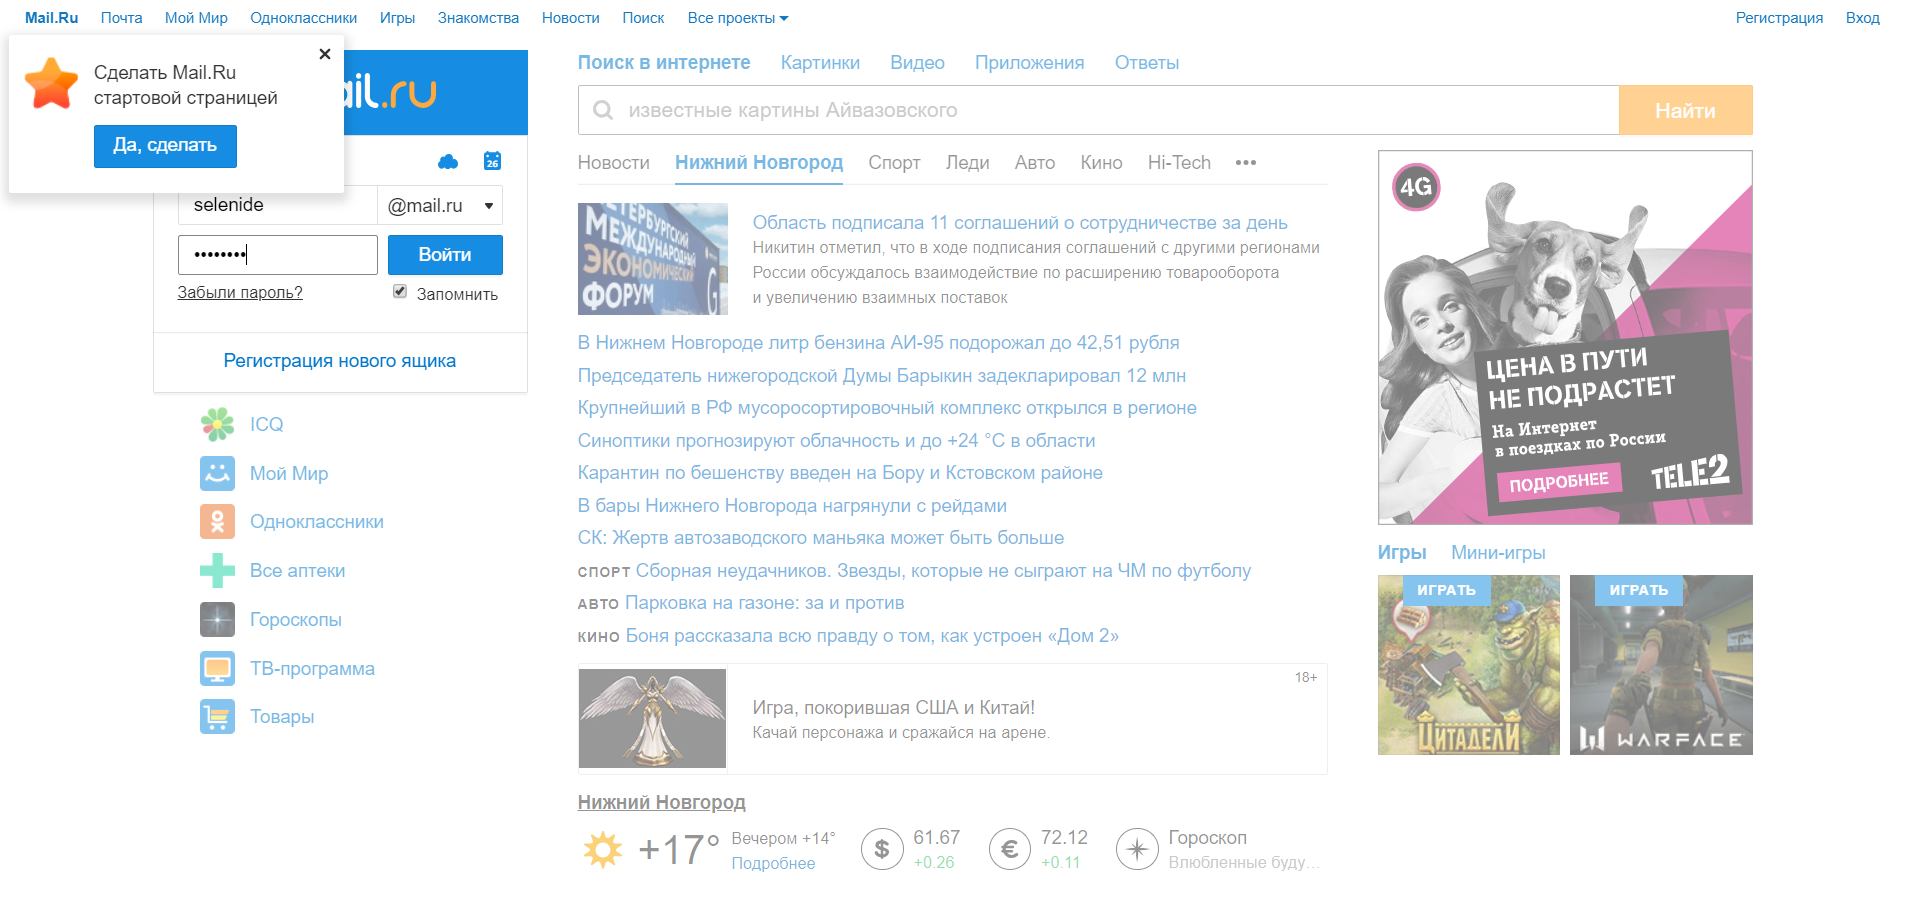 Mail.Ru Почта Мой Мир Одноклассники Игры Знакомства Новости Поиск Все проекты Регистрация Вход
Сделать Mail.Ru
стартовой страницей
Да, сделать
ail.ru
26
selenide @mail.ru
Войти
Забыли пароль? Запомнить
Регистрация нового ящика
ICQ
Мой Мир
Одноклассники
Все аптеки
Гороскопы
ТВ-программа
Товары
Поиск в интернете Картинки Видео Приложения Ответы
известные картины Айвазовского Найти
Новости Нижний Новгород Спорт Леди Авто Кино Hi-Tech
ПЕТЕРБУРГСКИЙ
МЕЖДУНАРОДНЫЙ
ЭКОНОМИЧЕСКИЙ
ФОРУМ
Область подписала 11 соглашений о сотрудничестве за день
Никитин отметил, что в ходе подписания соглашений с другими регионами
России обсуждалось взаимодействие по расширению товарооборота
и увеличению взаимных поставок
В Нижнем Новгороде литр бензина АИ-95 подорожал до 42,51 рубля
Председатель нижегородской Думы Барыкин задекларировал 12 млн
Крупнейший в РФ мусоросортировочный комплекс открылся в регионе
Синоптики прогнозируют облачность и до +24 °C в области
Карантин по бешенству введен на Бору и Кстовском районе
В бары Нижнего Новгорода нагрянули с рейдами
СК: Жертв автозаводского маньяка может быть больше
СПОРТ Сборная неудачников. Звезды, которые не сыграют на ЧМ по футболу
АВТО Парковка на газоне: за и против
КИНО Боня рассказала всю правду о том, как устроен «Дом 2»
18+
Игра, покорившая США и Китай!
Качай персонажа и сражайся на арене.
Нижний Новгород
+17° Вечером +14°
Подробнее
$ 61.67
+0.26
€ 72.12
+0.11
Гороскоп
Влюбленные буду…
4G
ЦЕНА В ПУТИ
НЕ ПОДРАСТЕТ
На Интернет
в поездках по России
ПОДРОБНЕЕ TELE2
Игры Мини-игры
ИГРАТЬ ИГРАТЬ
ЦИТАДЕЛИ WARFACE